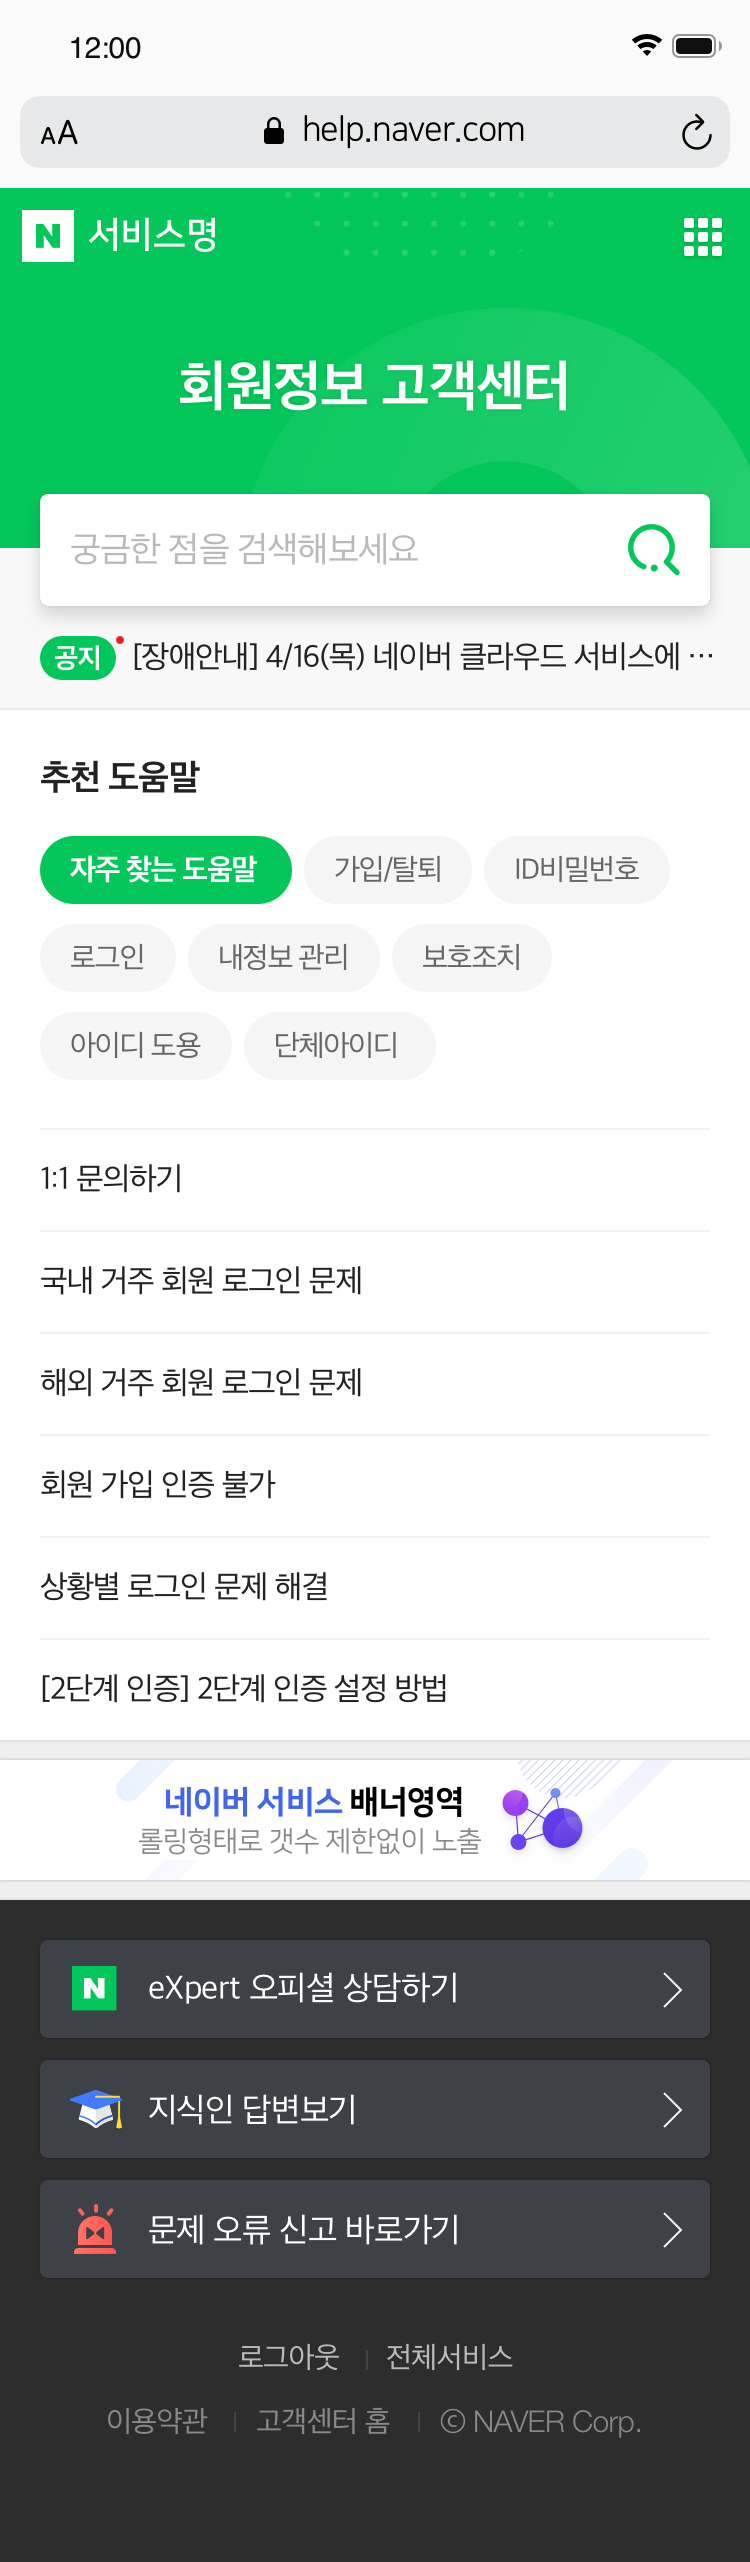 12:00
AA help.naver.com
N 서비스명
회원정보 고객센터
궁금한 점을 검색해보세요
공지 [장애안내] 4/16(목) 네이버 클라우드 서비스에 ···
추천 도움말
자주 찾는 도움말 가입/탈퇴 ID비밀번호
로그인 내정보 관리 보호조치
아이디 도용 단체아이디
1:1 문의하기
국내 거주 회원 로그인 문제
해외 거주 회원 로그인 문제
회원 가입 인증 불가
상황별 로그인 문제 해결
[2단계 인증] 2단계 인증 설정 방법
네이버 서비스 배너영역
롤링형태로 갯수 제한없이 노출
N eXpert 오피셜 상담하기
지식인 답변보기
문제 오류 신고 바로가기
로그아웃 | 전체서비스
이용약관 | 고객센터 홈 | ⓒ NAVER Corp.